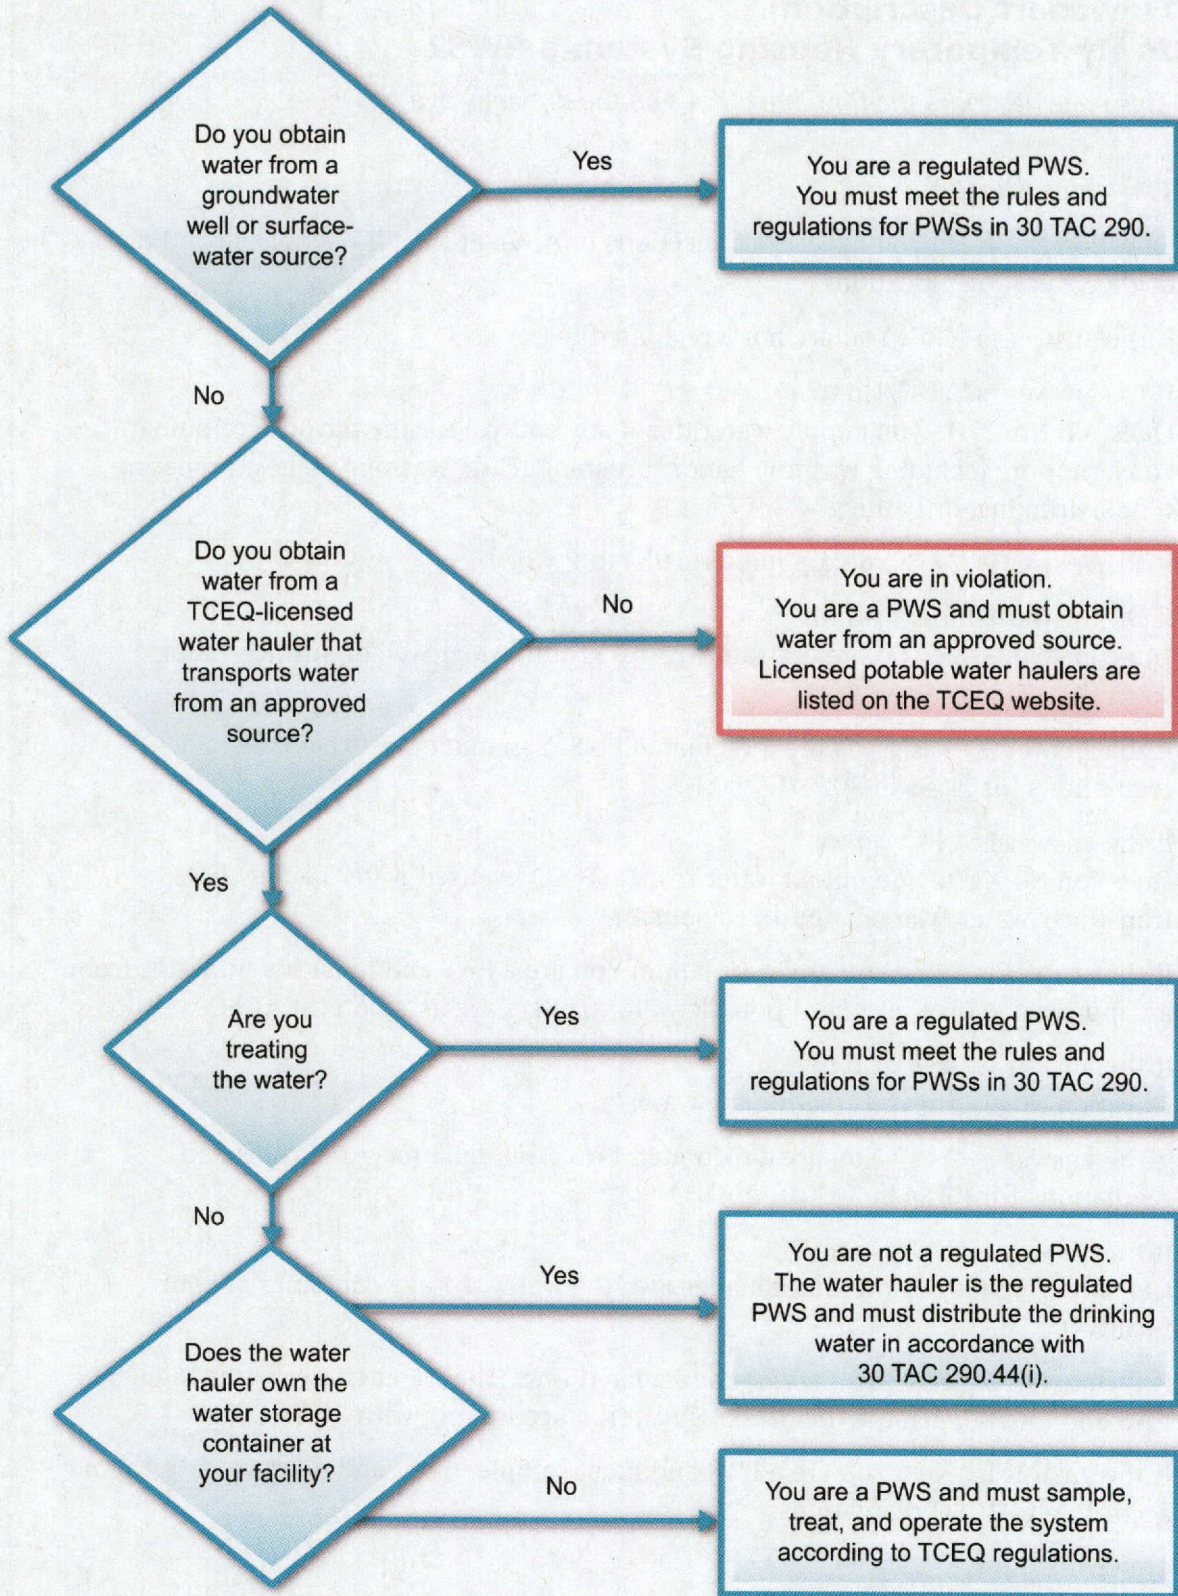 Do you obtain
water from a
groundwater
well or surface-
water source?
Yes
You are a regulated PWS.
You must meet the rules and
regulations for PWSs in 30 TAC 290.
No
Do you obtain
water from a
TCEQ-licensed
water hauler that
transports water
from an approved
source?
No
You are in violation.
You are a PWS and must obtain
water from an approved source.
Licensed potable water haulers are
listed on the TCEQ website.
Yes
Are you
treating
the water?
Yes
You are a regulated PWS.
You must meet the rules and
regulations for PWSs in 30 TAC 290.
No
Does the water
hauler own the
water storage
container at
your facility?
Yes
You are not a regulated PWS.
The water hauler is the regulated
PWS and must distribute the drinking
water in accordance with
30 TAC 290.44(i).
No
You are a PWS and must sample,
treat, and operate the system
according to TCEQ regulations.